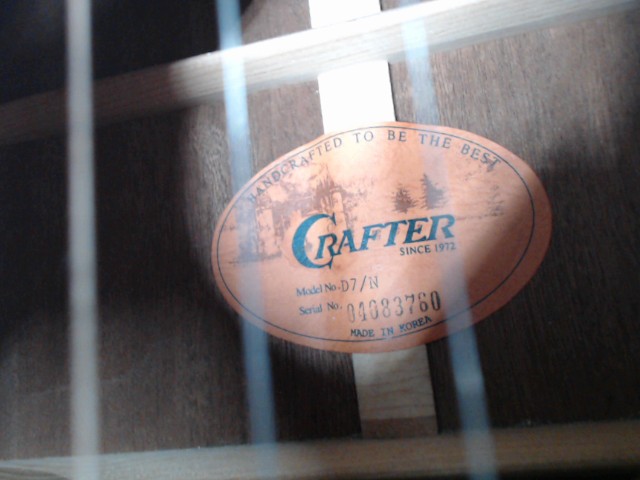 HANDCRAFTED TO BE THE BEST
CRAFTER
SINCE 1972
Model No. D7/N
Serial No. 04083760
MADE IN KOREA